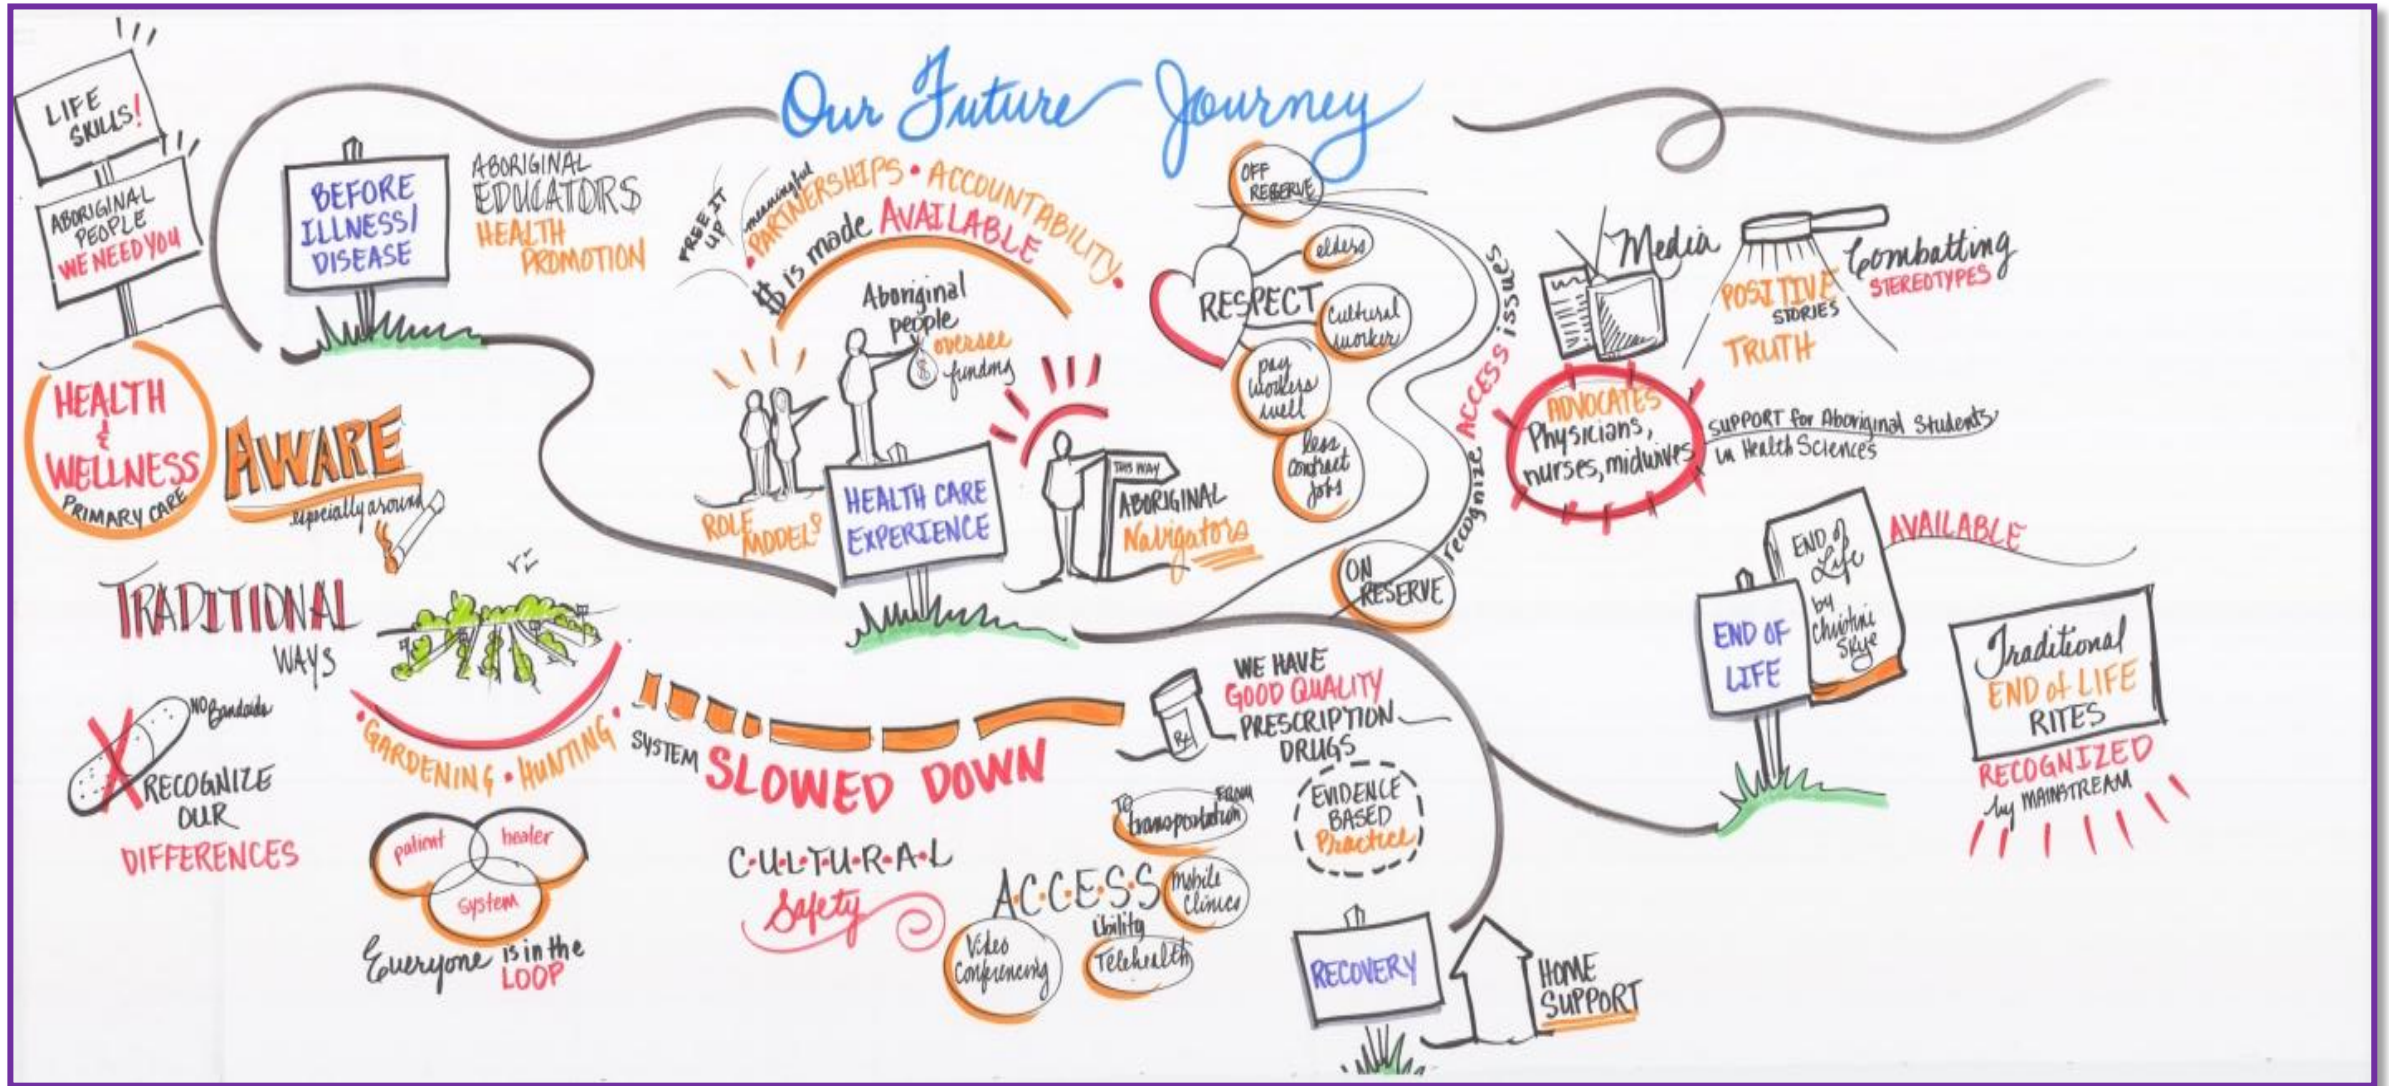 Our Future Journey
LIFE
SKILLS!
ABORIGINAL
PEOPLE
WE NEED YOU
BEFORE
ILLNESS/
DISEASE
ABORIGINAL
EDUCATORS
HEALTH
PROMOTION
HEALTH
&
WELLNESS
PRIMARY CARE
AWARE
especially around
TRADITIONAL
WAYS
• GARDENING • HUNTING •
NO Bandaids
RECOGNIZE
OUR
DIFFERENCES
patient
healer
system
Everyone is in the
LOOP
FREE IT
UP
meaningful
• PARTNERSHIPS • ACCOUNTABILITY •
$ is made AVAILABLE
Aboriginal
people
oversee
funding
$
ROLE
MODELS
HEALTH CARE
EXPERIENCE
THIS WAY
ABORIGINAL
Navigators
OFF
RESERVE
elders
RESPECT
Cultural
worker
pay
workers
well
less
contract
jobs
recognize ACCESS issues
ON
RESERVE
SYSTEM SLOWED DOWN
C•U•L•T•U•R•A•L
Safety
WE HAVE
GOOD QUALITY
PRESCRIPTION
DRUGS
Rx
EVIDENCE
BASED
Practice
TO FROM
transportation
A•C•C•E•S•S
ibility
Mobile
Clinics
Video
Conferencing
Telehealth
RECOVERY
HOME
SUPPORT
Media
POSITIVE
STORIES
TRUTH
Combatting
STEREOTYPES
ADVOCATES
Physicians,
nurses, midwives
SUPPORT for Aboriginal Students
in Health Sciences
END OF
LIFE
END of
Life
by
Christine
Skye
AVAILABLE
Traditional
END of LIFE
RITES
RECOGNIZED
by MAINSTREAM